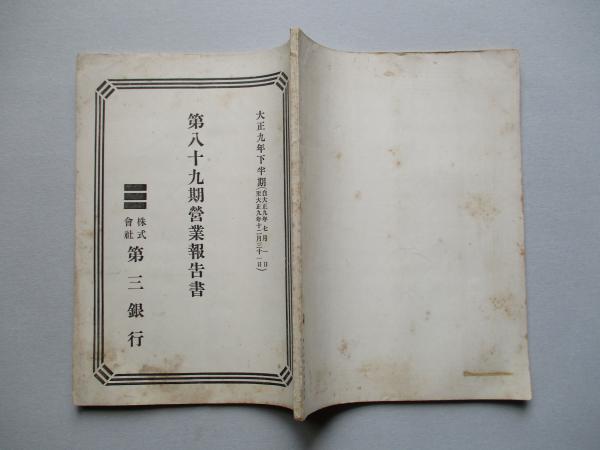 大正九年下半期(自大正九年七月一日
至大正九年十二月三十一日)
第八十九期營業報告書
株式
會社
第三銀行